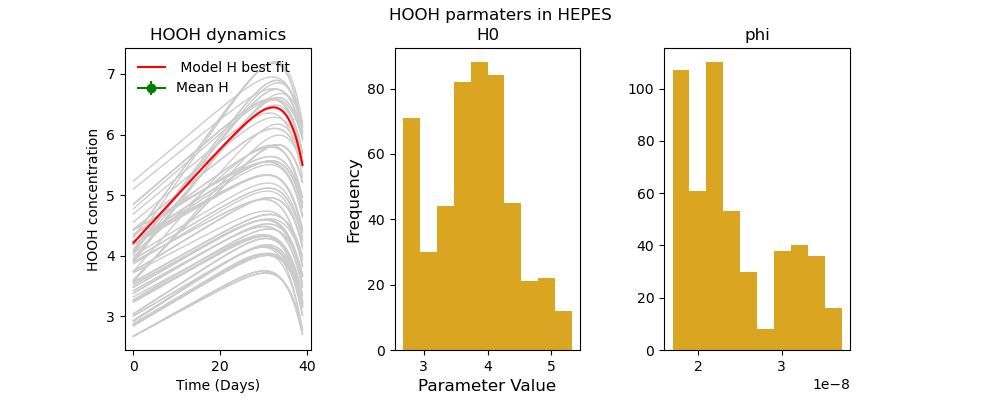 HOOH parmaters in HEPES
HOOH dynamics
H0
phi
Model H best fit
Mean H
HOOH concentration
7
6
5
4
3
0
20
40
Time (Days)
Frequency
80
60
40
20
0
3
4
5
Parameter Value
100
80
60
40
20
0
2
3
1e−8